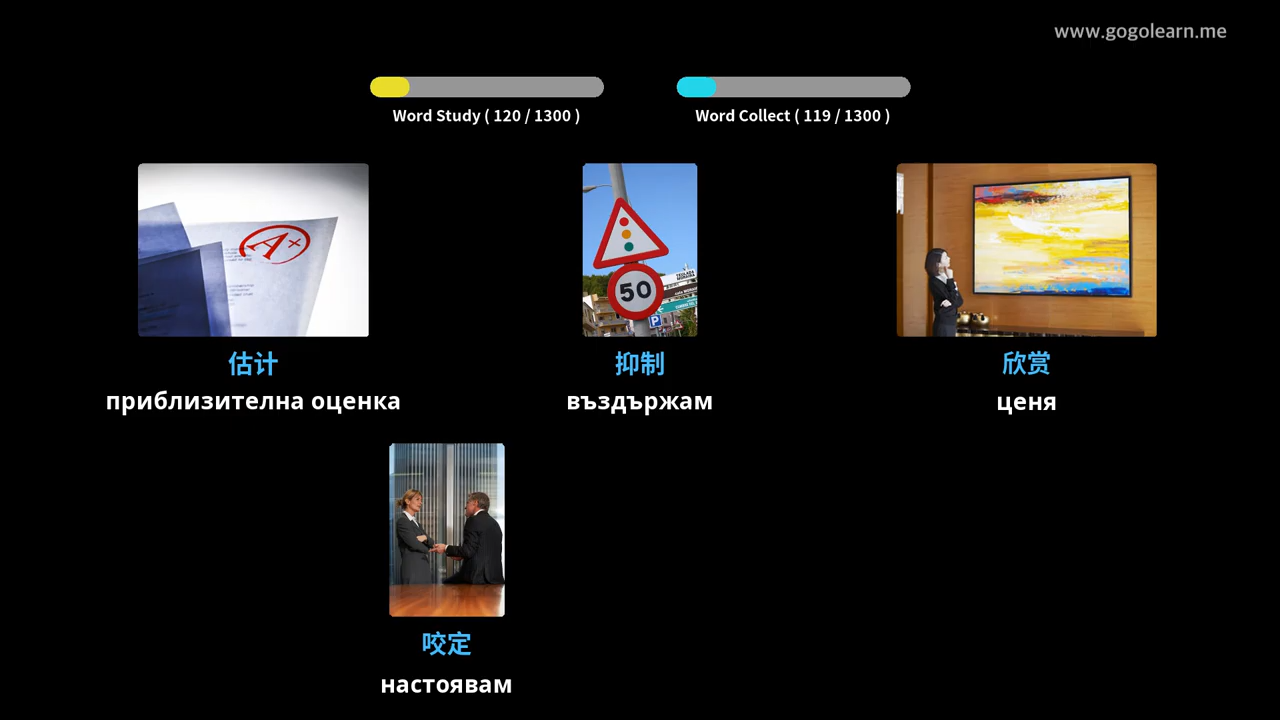 www.gogolearn.me
Word Study ( 120 / 1300 )
Word Collect ( 119 / 1300 )
A+
50
P
估计
抑制
欣赏
приблизителна оценка
въздържам
ценя
咬定
настоявам